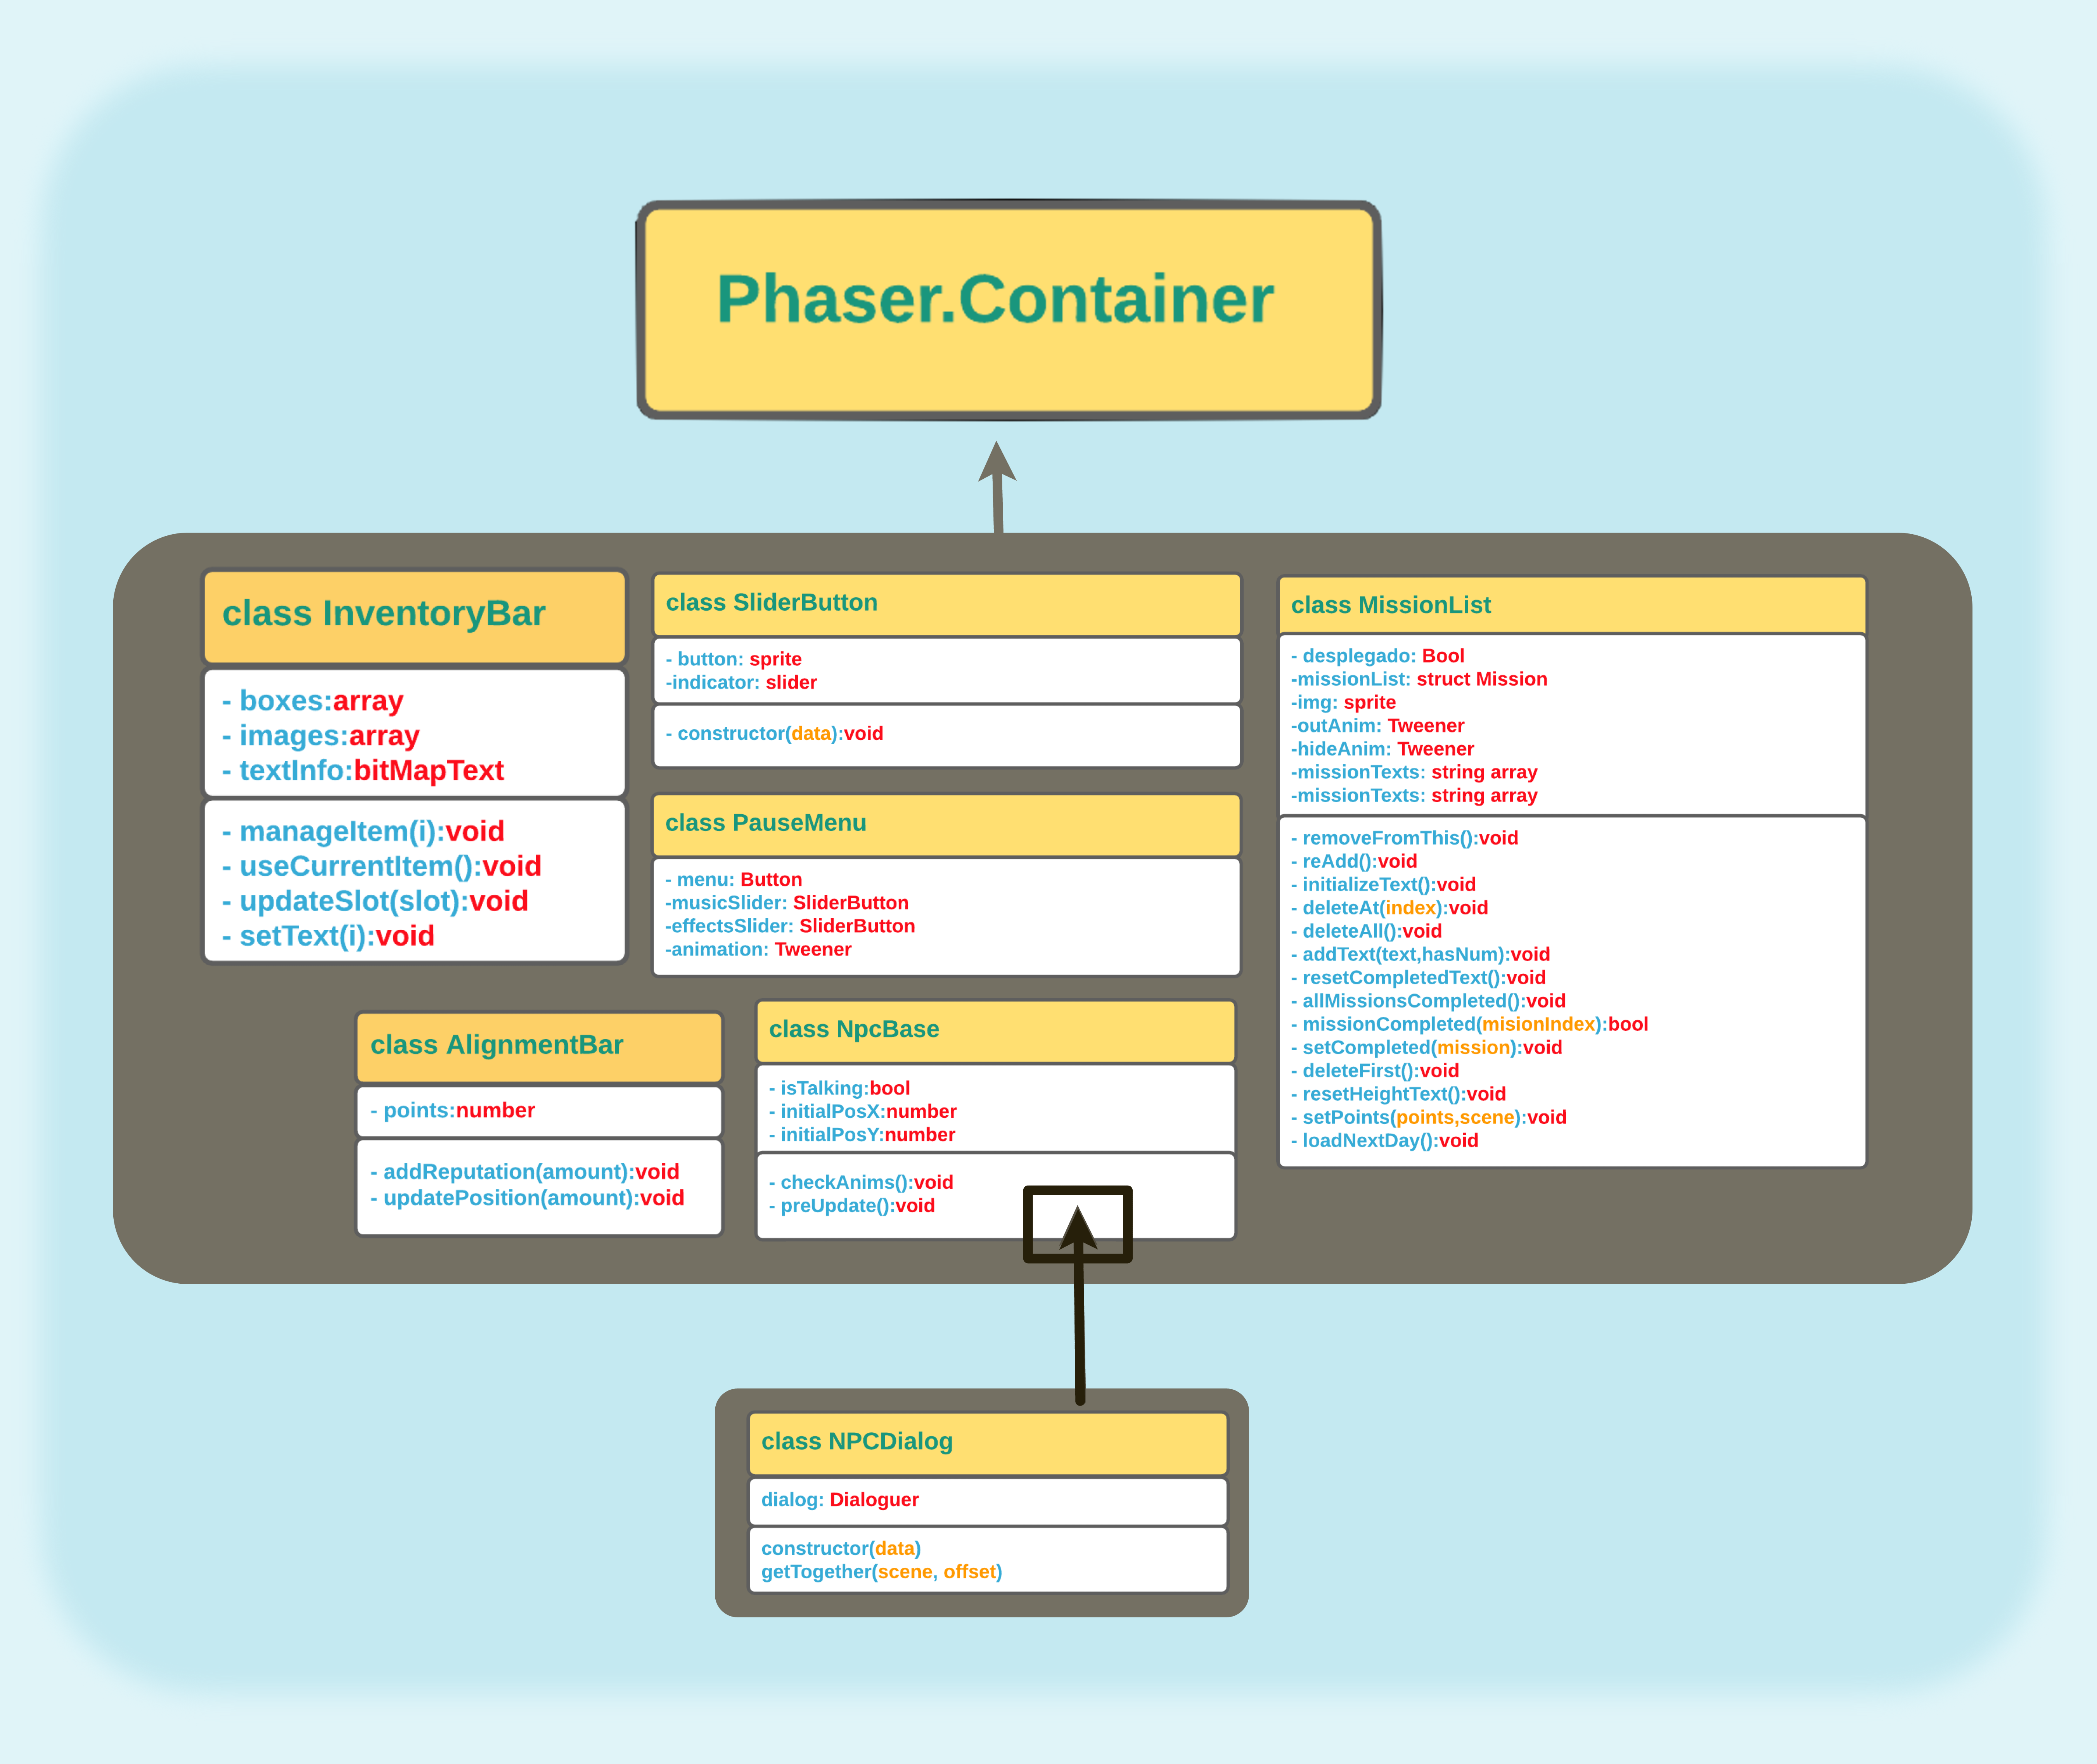 Phaser.Container
class InventoryBar
- boxes:array
- images:array
- textInfo:bitMapText
- manageItem(i):void
- useCurrentItem():void
- updateSlot(slot):void
- setText(i):void
class SliderButton
- button: sprite
-indicator: slider
- constructor(data):void
class PauseMenu
- menu: Button
-musicSlider: SliderButton
-effectsSlider: SliderButton
-animation: Tweener
class MissionList
- desplegado: Bool
-missionList: struct Mission
-img: sprite
-outAnim: Tweener
-hideAnim: Tweener
-missionTexts: string array
-missionTexts: string array
- removeFromThis():void
- reAdd():void
- initializeText():void
- deleteAt(index):void
- deleteAll():void
- addText(text,hasNum):void
- resetCompletedText():void
- allMissionsCompleted():void
- missionCompleted(misionIndex):bool
- setCompleted(mission):void
- deleteFirst():void
- resetHeightText():void
- setPoints(points,scene):void
- loadNextDay():void
class AlignmentBar
- points:number
- addReputation(amount):void
- updatePosition(amount):void
class NpcBase
- isTalking:bool
- initialPosX:number
- initialPosY:number
- checkAnims():void
- preUpdate():void
class NPCDialog
dialog: Dialoguer
constructor(data)
getTogether(scene, offset)